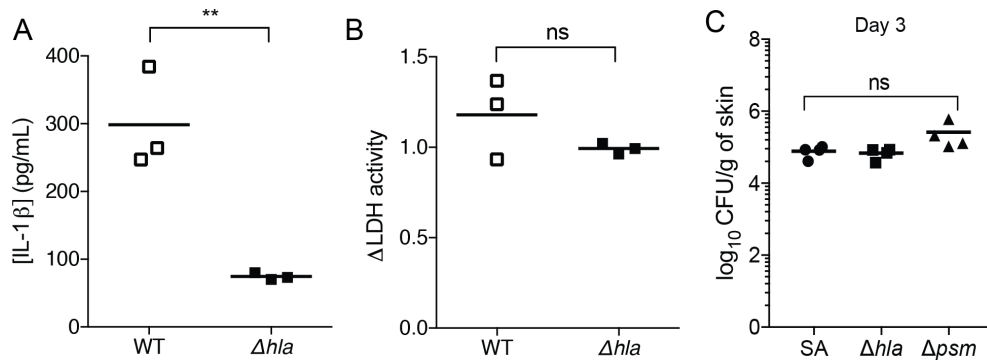 A
**
[IL-1β] (pg/mL)
400
300
200
100
0
WT
Δhla
B
ns
ΔLDH activity
1.5
1.0
0.5
0.0
WT
Δhla
C
Day 3
ns
log10 CFU/g of skin
8
6
4
2
0
SA
Δhla
Δpsm